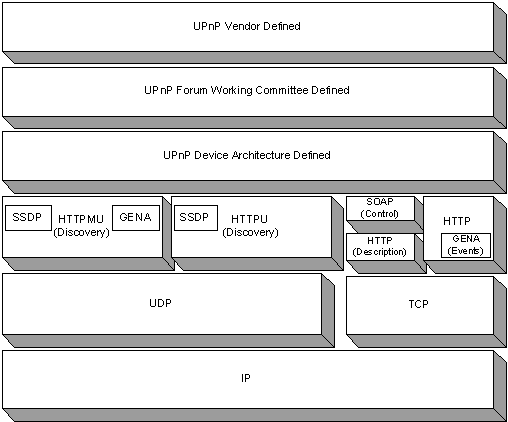 UPnP Vendor Defined
UPnP Forum Working Committee Defined
UPnP Device Architecture Defined
SSDP
HTTPMU
(Discovery)
GENA
SSDP
HTTPU
(Discovery)
SOAP
(Control)
HTTP
(Description)
HTTP
GENA
(Events)
UDP
TCP
IP